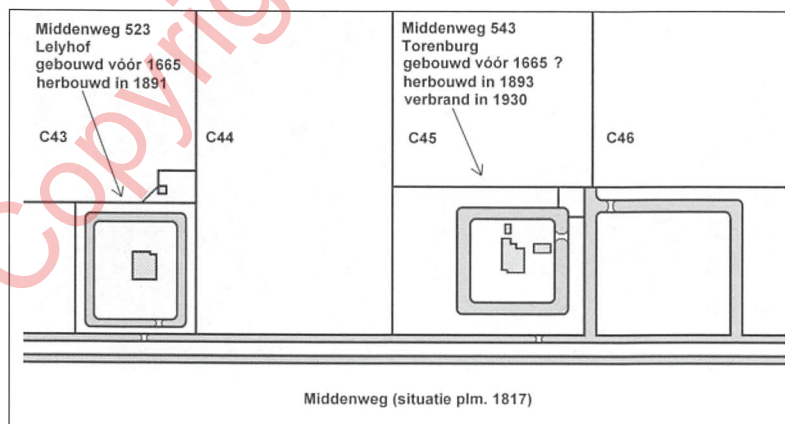 Middenweg 523
Lelyhof
gebouwd vóór 1665
herbouwd in 1891
Middenweg 543
Torenburg
gebouwd vóór 1665 ?
herbouwd in 1893
verbrand in 1930
C43
C44
C45
C46
Middenweg (situatie plm. 1817)
Copyrig